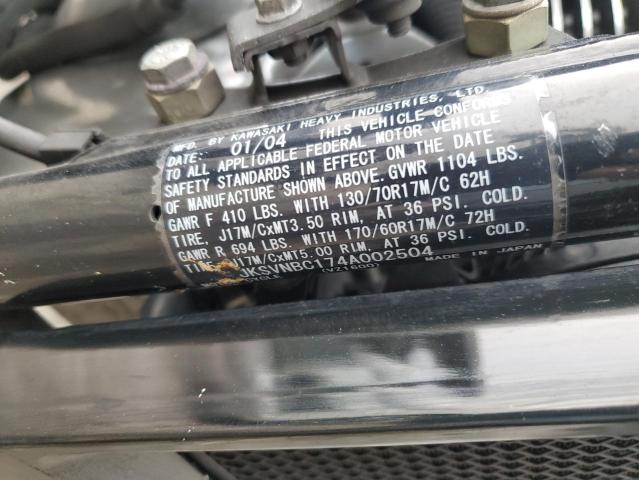 MFD. BY KAWASAKI HEAVY INDUSTRIES, LTD.
DATE: 01/04 THIS VEHICLE CONFORMS
TO ALL APPLICABLE FEDERAL MOTOR VEHICLE
SAFETY STANDARDS IN EFFECT ON THE DATE
OF MANUFACTURE SHOWN ABOVE. GVWR 1104 LBS.
GAWR F 410 LBS. WITH 130/70R17M/C 62H
TIRE, J17M/CxMT3.50 RIM, AT 36 PSI. COLD.
GAWR R 694 LBS. WITH 170/60R17M/C 72H
J17M/CxMT5.00 RIM, AT 36 PSI. COLD.
JKSVNBC174A002504
(VZ1600) MADE IN JAPAN